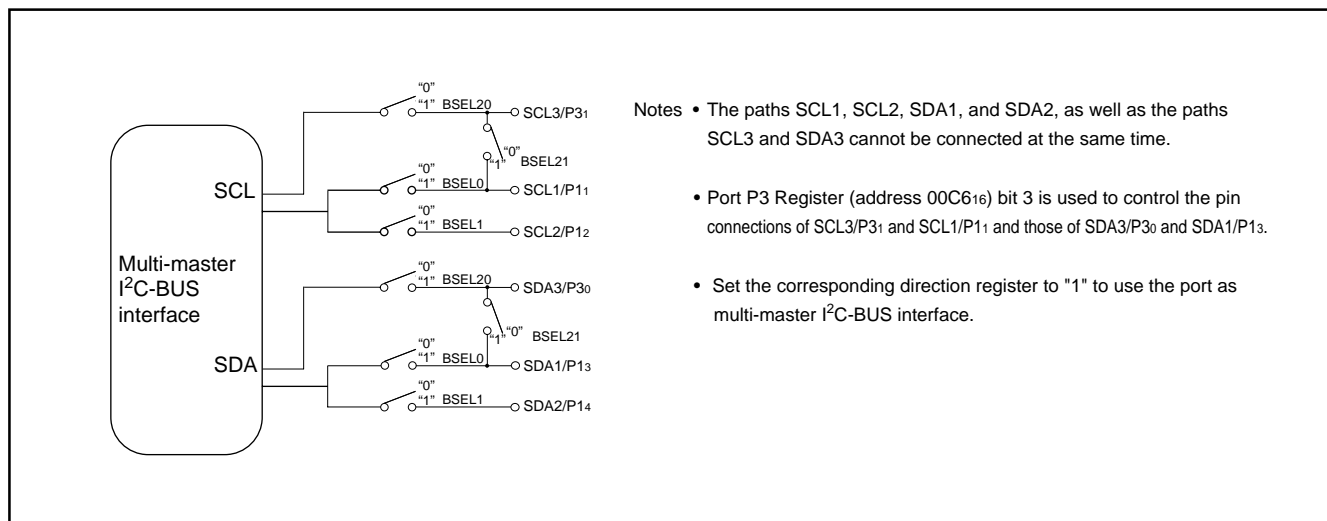 “0”
“1” BSEL20
SCL3/P31
“0”
“1”
BSEL21
“0”
“1” BSEL0
SCL1/P11
SCL
“0”
“1” BSEL1
SCL2/P12
Multi-master
I2C-BUS
interface
“0”
“1” BSEL20
SDA3/P30
“0”
“1”
BSEL21
SDA
“0”
“1” BSEL0
SDA1/P13
“0”
“1” BSEL1
SDA2/P14
Notes • The paths SCL1, SCL2, SDA1, and SDA2, as well as the paths
SCL3 and SDA3 cannot be connected at the same time.
• Port P3 Register (address 00C616) bit 3 is used to control the pin
connections of SCL3/P31 and SCL1/P11 and those of SDA3/P30 and SDA1/P13.
• Set the corresponding direction register to "1" to use the port as
multi-master I2C-BUS interface.